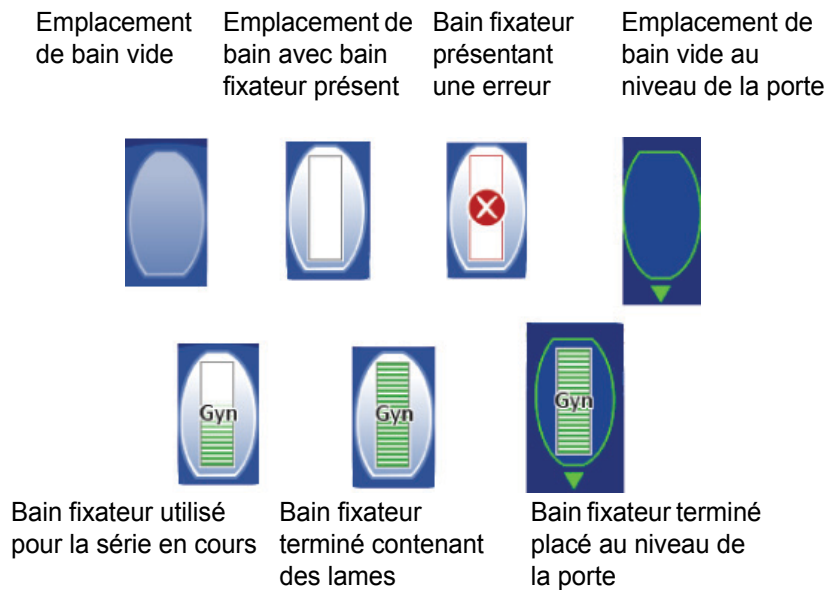 Emplacement
de bain vide
Emplacement de
bain avec bain
fixateur présent
Bain fixateur
présentant
une erreur
Emplacement de
bain vide au
niveau de la porte
Gyn
Gyn
Gyn
Bain fixateur utilisé
pour la série en cours
Bain fixateur
terminé contenant
des lames
Bain fixateur terminé
placé au niveau de
la porte